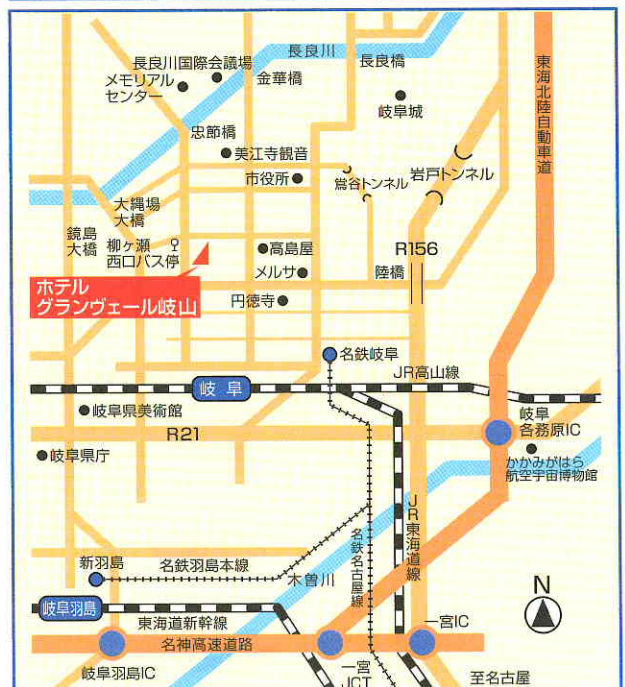 長良川
長良橋
長良川国際会議場
メモリアル
センター
金華橋
岐阜城
東海北陸自動車道
忠節橋
美江寺観音
市役所
鴬谷トンネル
岩戸トンネル
大縄場
大橋
鏡島
大橋
柳ヶ瀬
西口バス停
高島屋
メルサ
R156
陸橋
ホテル
グランヴェール岐山
円徳寺
名鉄岐阜
JR高山線
岐阜
岐阜県美術館
R21
岐阜
各務原IC
岐阜県庁
かかみがはら
航空宇宙博物館
JR東海道線
名鉄名古屋線
新羽島
名鉄羽島本線
木曽川
岐阜羽島
東海道新幹線
N
一宮IC
名神高速道路
岐阜羽島IC
一宮
JCT
至名古屋